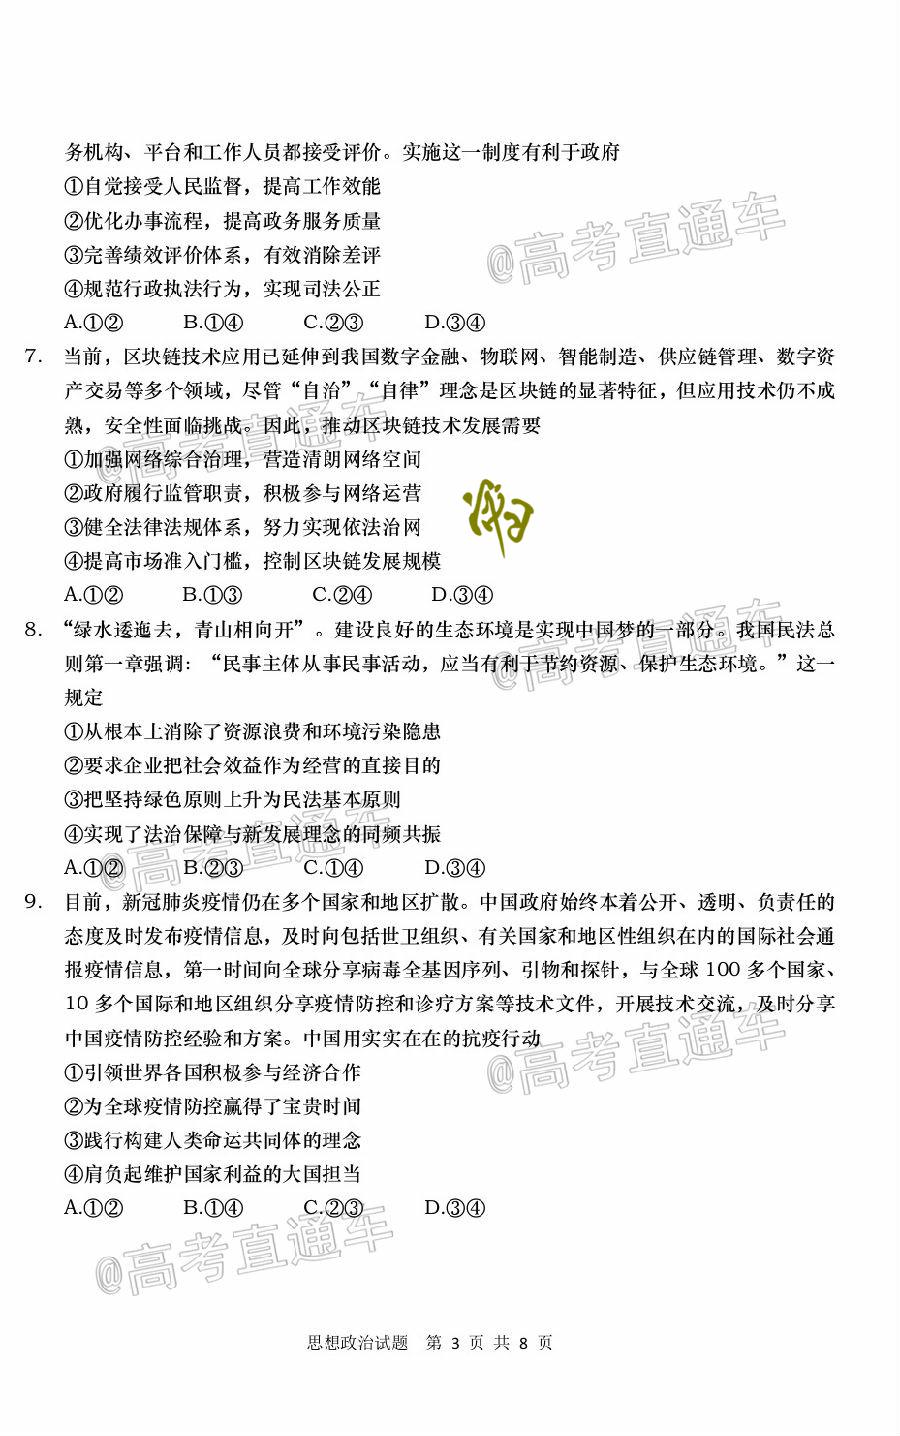 务机构、平台和工作人员都接受评价。实施这一制度有利于政府
①自觉接受人民监督，提高工作效能
②优化办事流程，提高政务服务质量
③完善绩效评价体系，有效消除差评
④规范行政执法行为，实现司法公正
A.①② B.①④ C.②③ D.③④
7. 当前，区块链技术应用已延伸到我国数字金融、物联网、智能制造、供应链管理、数字资
产交易等多个领域，尽管“自治”“自律”理念是区块链的显著特征，但应用技术仍不成
熟，安全性面临挑战。因此，推动区块链技术发展需要
①加强网络综合治理，营造清朗网络空间
②政府履行监管职责，积极参与网络运营
③健全法律法规体系，努力实现依法治网
④提高市场准入门槛，控制区块链发展规模
A.①② B.①③ C.②④ D.③④
8. “绿水逶迤去，青山相向开”。建设良好的生态环境是实现中国梦的一部分。我国民法总
则第一章强调：“民事主体从事民事活动，应当有利于节约资源、保护生态环境。”这一
规定
①从根本上消除了资源浪费和环境污染隐患
②要求企业把社会效益作为经营的直接目的
③把坚持绿色原则上升为民法基本原则
④实现了法治保障与新发展理念的同频共振
A.①② B.②③ C.①④ D.③④
9. 目前，新冠肺炎疫情仍在多个国家和地区扩散。中国政府始终本着公开、透明、负责任的
态度及时发布疫情信息，及时向包括世卫组织、有关国家和地区性组织在内的国际社会通
报疫情信息，第一时间向全球分享病毒全基因序列、引物和探针，与全球 100 多个国家、
10 多个国际和地区组织分享疫情防控和诊疗方案等技术文件，开展技术交流，及时分享
中国疫情防控经验和方案。中国用实实在在的抗疫行动
①引领世界各国积极参与经济合作
②为全球疫情防控赢得了宝贵时间
③践行构建人类命运共同体的理念
④肩负起维护国家利益的大国担当
A.①② B.①④ C.②③ D.③④
思想政治试题 第 3 页 共 8 页
@高考直通车
@高考直通车
@高考直通车
@高考直通车
@高考直通车
@高考直通车